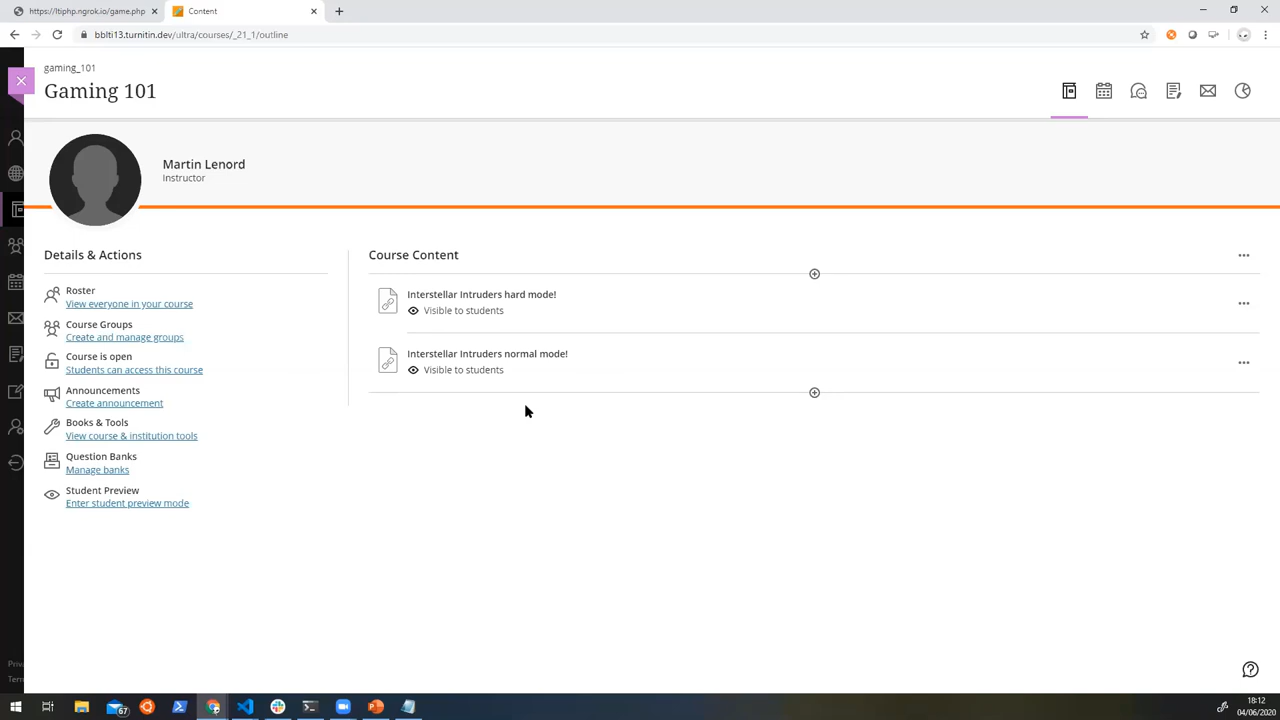 https://ltiphp.ngrok.io/game.php
Content
bblti13.turnitin.dev/ultra/courses/_21_1/outline
gaming_101
Gaming 101
Martin Lenord
Instructor
Details & Actions
Roster
View everyone in your course
Course Groups
Create and manage groups
Course is open
Students can access this course
Announcements
Create announcement
Books & Tools
View course & institution tools
Question Banks
Manage banks
Student Preview
Enter student preview mode
Course Content
Interstellar Intruders hard mode!
Visible to students
Interstellar Intruders normal mode!
Visible to students
Priv
Tern
67
18:12
04/06/2020